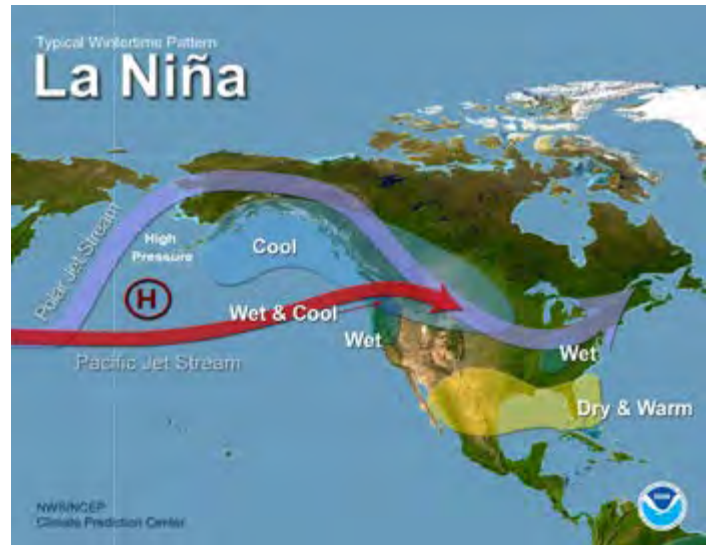 Typical Wintertime Pattern
La Niña
Polar Jet Stream
High
Pressure
H
Cool
Wet & Cool
Wet
Pacific Jet Stream
Wet
Dry & Warm
NWS/NCEP
Climate Prediction Center